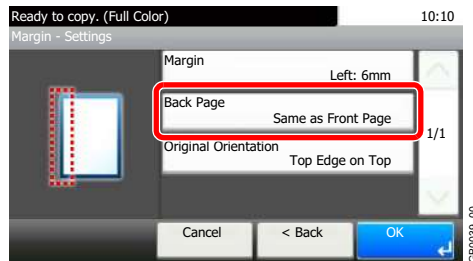 Ready to copy. (Full Color) 10:10
Margin - Settings
Margin
Left: 6mm
Back Page
Same as Front Page
1/1
Original Orientation
Top Edge on Top
Cancel < Back OK